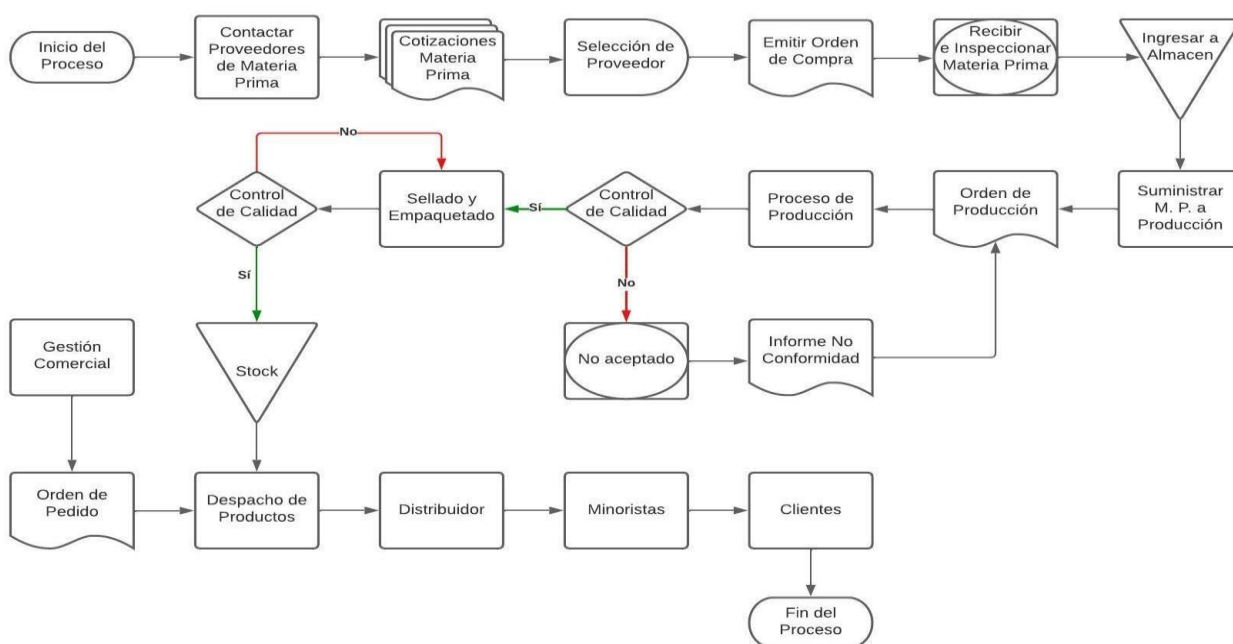 Inicio del
Proceso
Contactar
Proveedores
de Materia
Prima
Cotizaciones
Materia
Prima
Selección de
Proveedor
Emitir Orden
de Compra
Recibir
e Inspeccionar
Materia Prima
Ingresar a
Almacen
No
Control
de Calidad
Sellado y
Empaquetado
Sí
Control
de Calidad
Proceso de
Producción
Orden de
Producción
Suministrar
M. P. a
Producción
Sí
No
Gestión
Comercial
Stock
No aceptado
Informe No
Conformidad
Orden de
Pedido
Despacho de
Productos
Distribuidor
Minoristas
Clientes
Fin del
Proceso